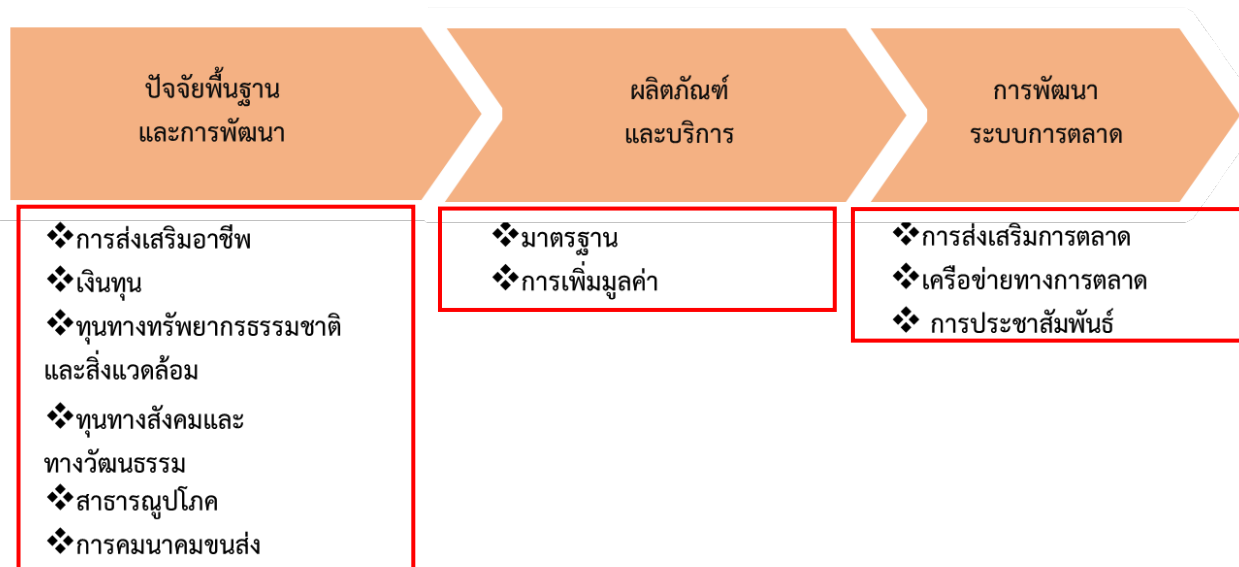 ปัจจัยพื้นฐาน
และการพัฒนา
ผลิตภัณฑ์
และบริการ
การพัฒนา
ระบบการตลาด
❖การส่งเสริมอาชีพ
❖เงินทุน
❖ทุนทางทรัพยากรธรรมชาติ
และสิ่งแวดล้อม
❖ทุนทางสังคมและ
ทางวัฒนธรรม
❖สาธารณูปโภค
❖การคมนาคมขนส่ง
❖มาตรฐาน
❖การเพิ่มมูลค่า
❖การส่งเสริมการตลาด
❖เครือข่ายทางการตลาด
❖ การประชาสัมพันธ์